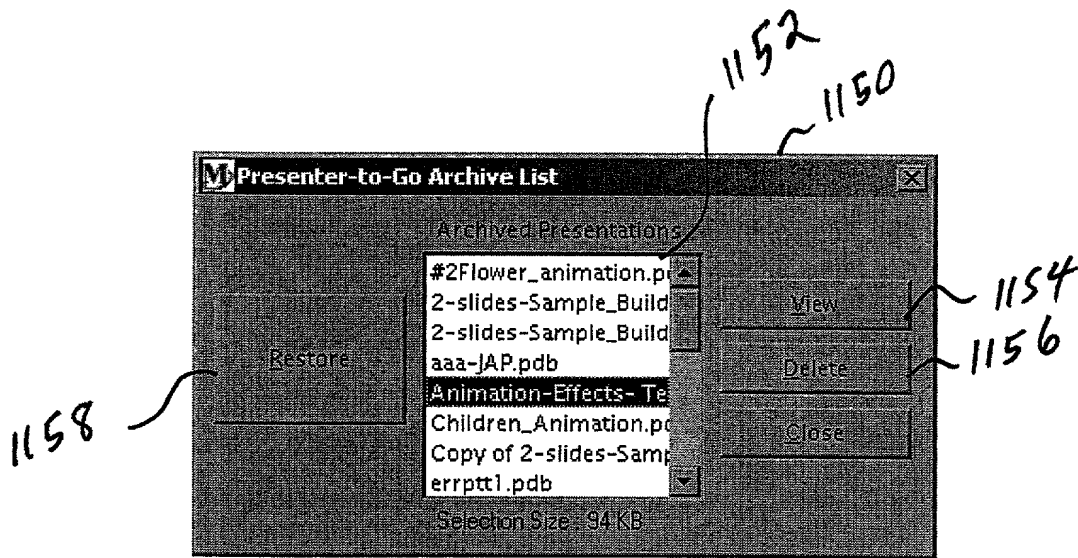 1152
1150
Presenter-to-Go Archive List
Archived Presentations
#2Flower_animation.pd
2-slides-Sample_Build
2-slides-Sample_Build
aaa-JAP.pdb
Animation-Effects- Te
Children_Animation.pd
Copy of 2-slides-Samp
errptt1.pdb
Selection Size : 94 KB
Restore
View
Delete
Close
1154
1156
1158